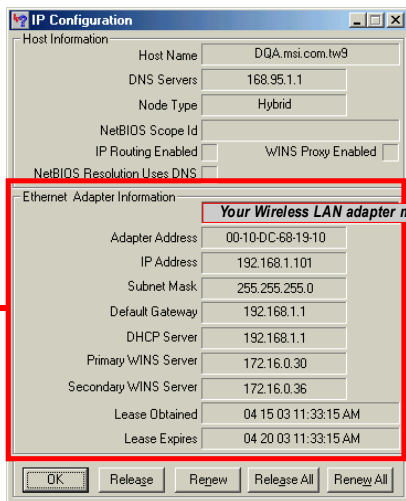 IP Configuration
Host Information
Host Name DQA.msi.com.tw9
DNS Servers 168.95.1.1
Node Type Hybrid
NetBIOS Scope Id
IP Routing Enabled WINS Proxy Enabled
NetBIOS Resolution Uses DNS
Ethernet Adapter Information
Your Wireless LAN adapter
Adapter Address 00-10-DC-68-19-10
IP Address 192.168.1.101
Subnet Mask 255.255.255.0
Default Gateway 192.168.1.1
DHCP Server 192.168.1.1
Primary WINS Server 172.16.0.30
Secondary WINS Server 172.16.0.36
Lease Obtained 04 15 03 11:33:15 AM
Lease Expires 04 20 03 11:33:15 AM
OK Release Renew Release All Renew All